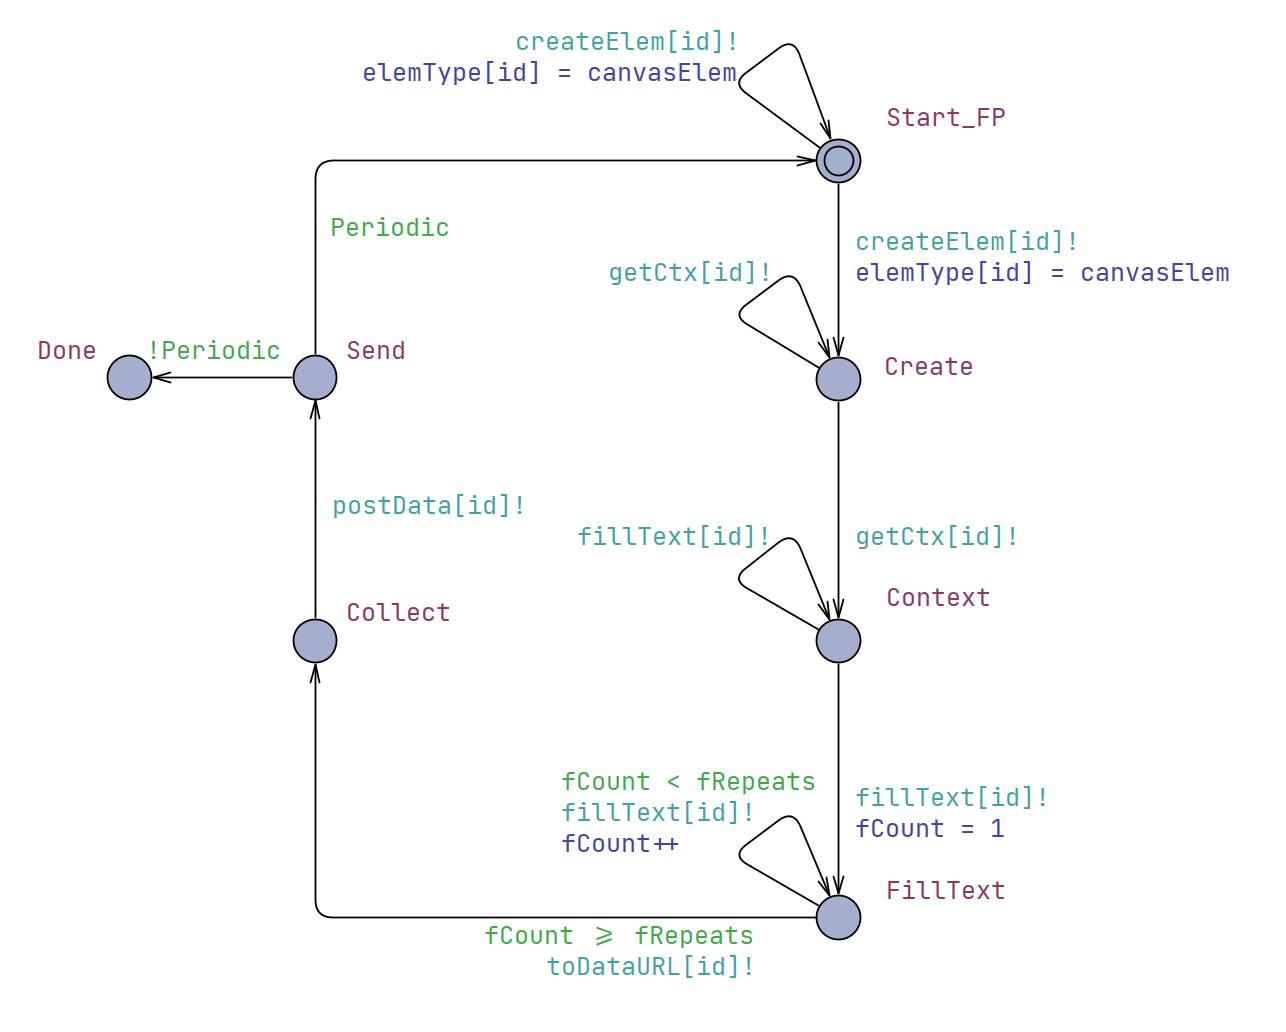 createElem[id]!
elemType[id] = canvasElem
Start_FP
Periodic
createElem[id]!
elemType[id] = canvasElem
getCtx[id]!
Done
!Periodic
Send
Create
postData[id]!
fillText[id]!
getCtx[id]!
Context
Collect
fCount < fRepeats
fillText[id]!
fCount++
fillText[id]!
fCount = 1
FillText
fCount ⩾ fRepeats
toDataURL[id]!